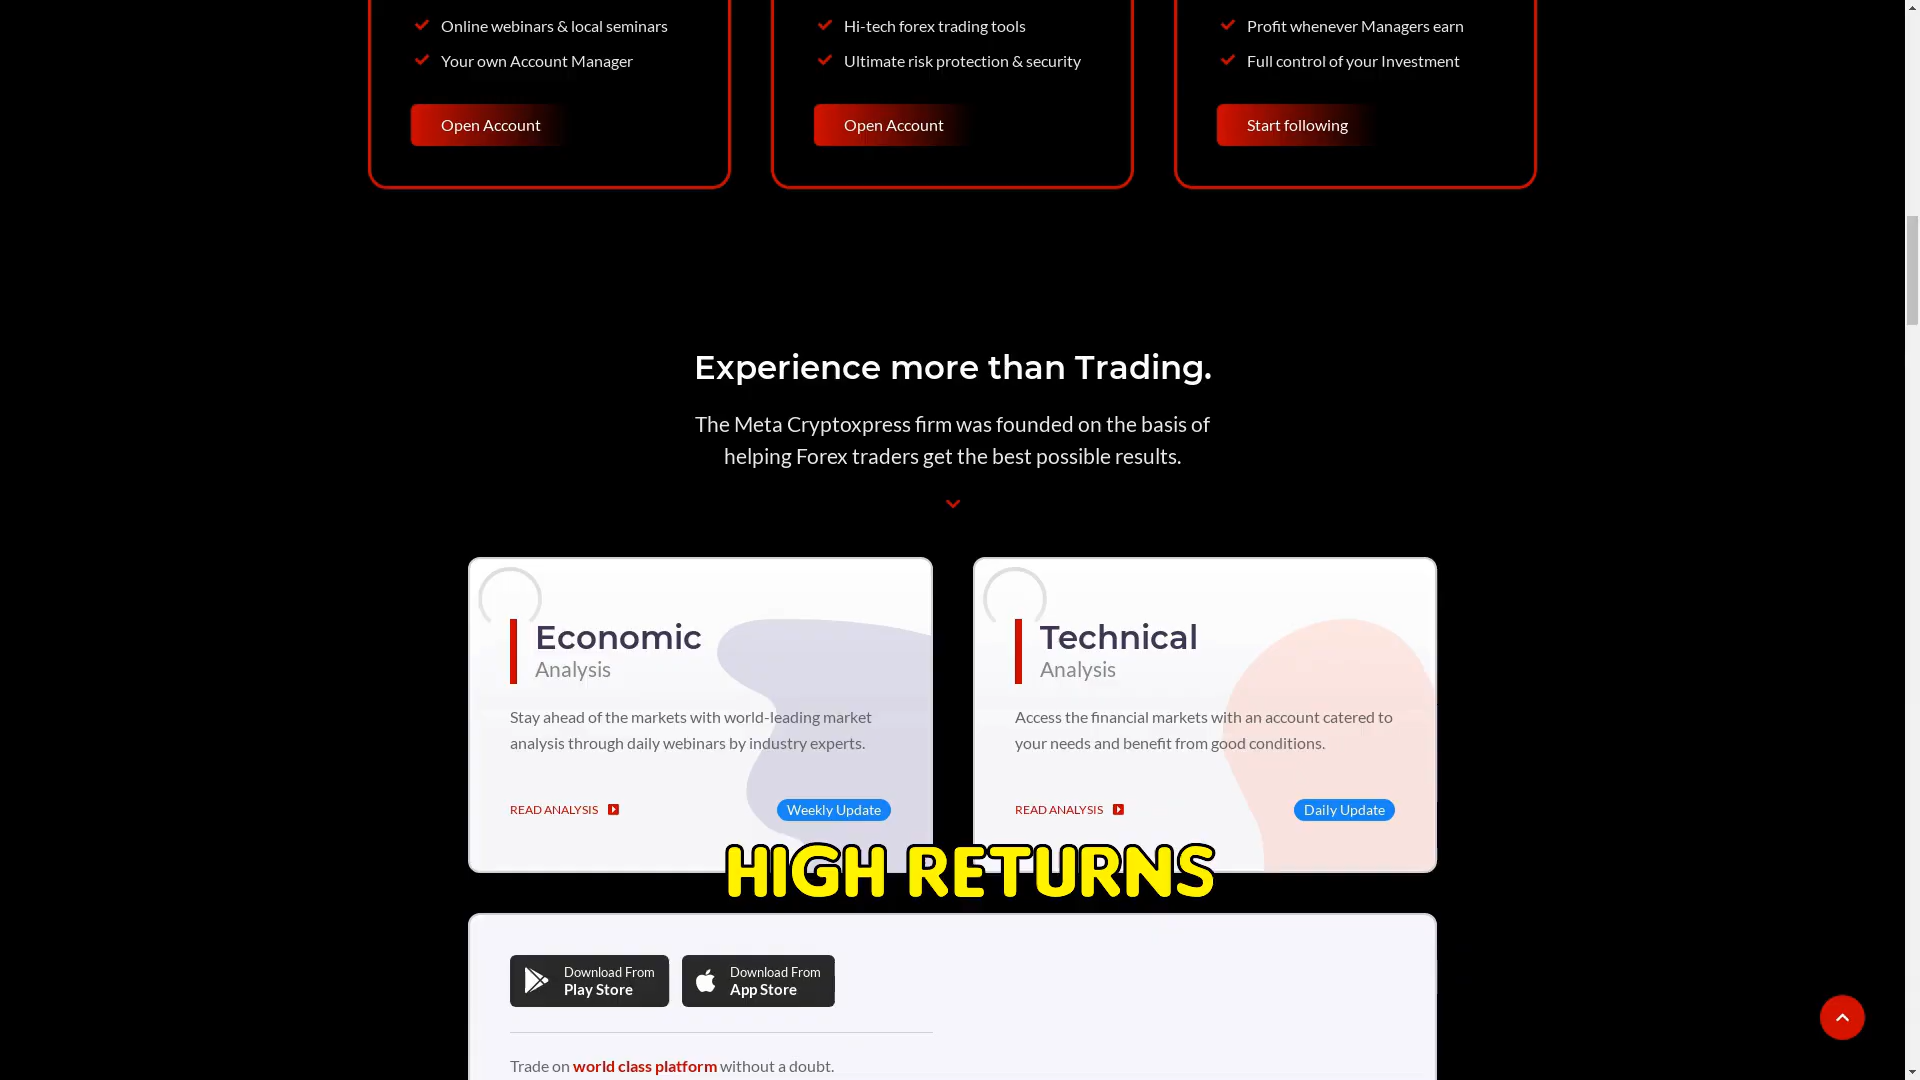 Online webinars & local seminars
Your own Account Manager
Open Account
Hi-tech forex trading tools
Ultimate risk protection & security
Open Account
Profit whenever Managers earn
Full control of your Investment
Start following
Experience more than Trading.
The Meta Cryptoxpress firm was founded on the basis of
helping Forex traders get the best possible results.
Economic
Analysis
Stay ahead of the markets with world-leading market
analysis through daily webinars by industry experts.
READ ANALYSIS
Weekly Update
Technical
Analysis
Access the financial markets with an account catered to
your needs and benefit from good conditions.
READ ANALYSIS
Daily Update
HIGH RETURNS
Download From
Play Store
Download From
App Store
Trade on world class platform without a doubt.